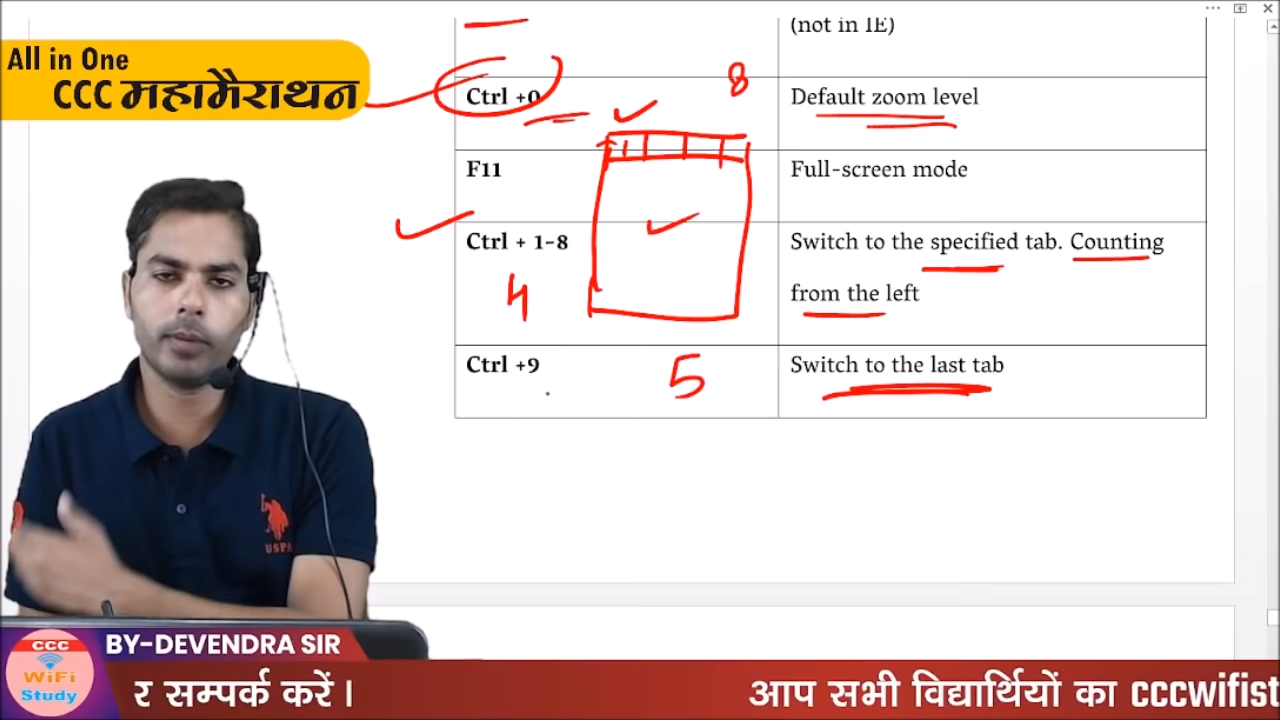 (not in IE)
All in One
CCC महामैराथन
8
Ctrl +0
Default zoom level
F11
Full-screen mode
Ctrl + 1-8
Switch to the specified tab. Counting
from the left
4
Ctrl +9
5
Switch to the last tab
USPA
CCC
WiFi
Study
BY-DEVENDRA SIR
र सम्पर्क करें ।
आप सभी विद्यार्थियों का cccwifist